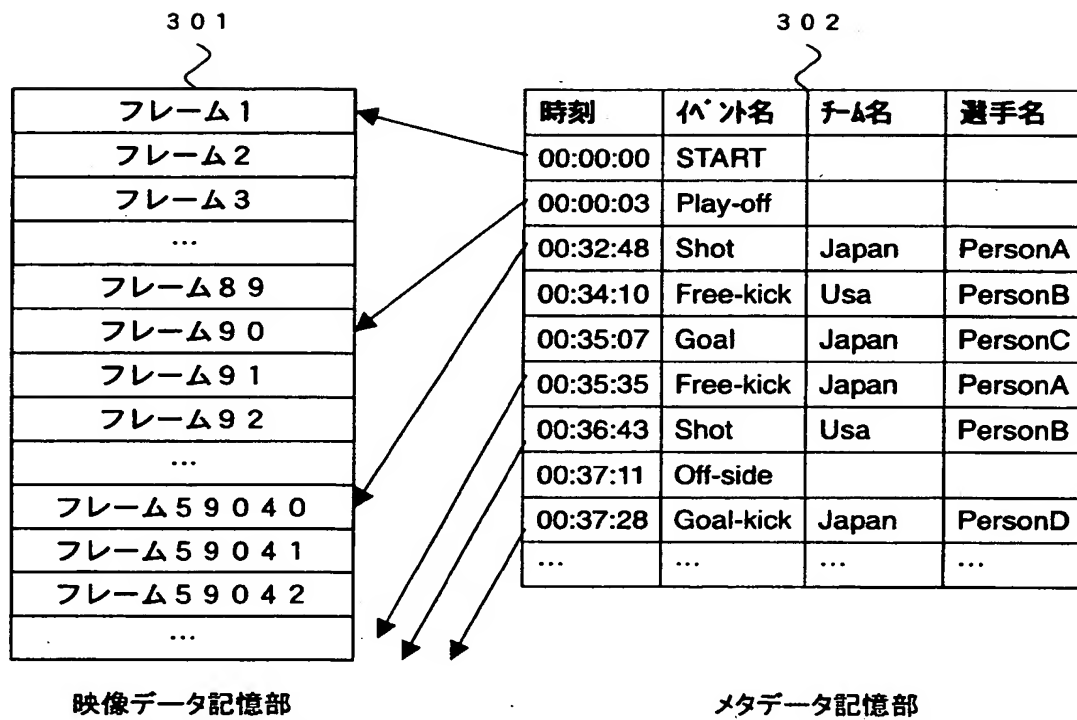 301
302
フレーム1
フレーム2
フレーム3
…
フレーム89
フレーム90
フレーム91
フレーム92
…
フレーム59040
フレーム59041
フレーム59042
…
映像データ記憶部
時刻 イベント名 チーム名 選手名
00:00:00 START
00:00:03 Play-off
00:32:48 Shot Japan PersonA
00:34:10 Free-kick Usa PersonB
00:35:07 Goal Japan PersonC
00:35:35 Free-kick Japan PersonA
00:36:43 Shot Usa PersonB
00:37:11 Off-side
00:37:28 Goal-kick Japan PersonD
… … … …
メタデータ記憶部